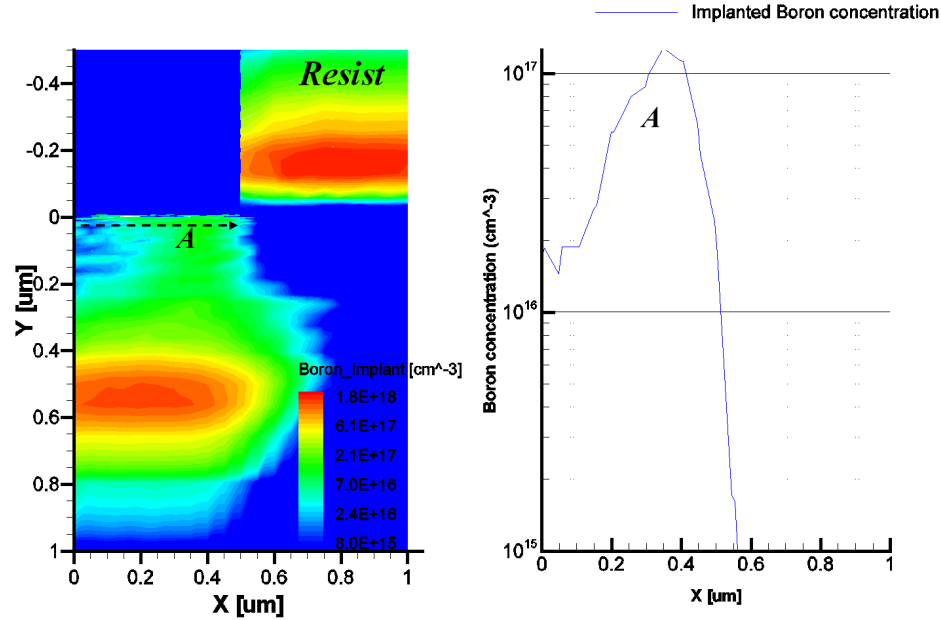 Implanted Boron concentration
Resist
A
-0.4
-0.2
0
0.2
0.4
0.6
0.8
1
Y [um]
Boron_Implant [cm^-3]
1.8E+18
6.1E+17
2.1E+17
7.0E+16
2.4E+16
8.0E+15
0 0.2 0.4 0.6 0.8 1
X [um]
A
10^17
10^16
10^15
Boron concentration (cm^-3)
0 0.2 0.4 0.6 0.8 1
X [um]